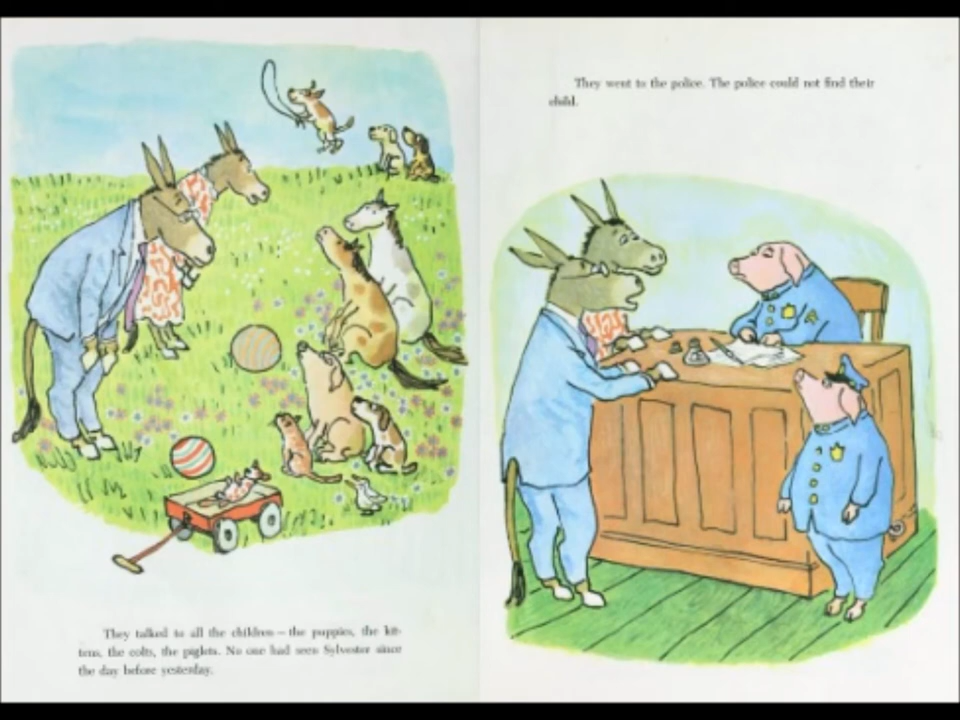 They talked to all the children — the puppies, the kit-
tens, the colts, the piglets. No one had seen Sylvester since
the day before yesterday.
They went to the police. The police could not find their
child.